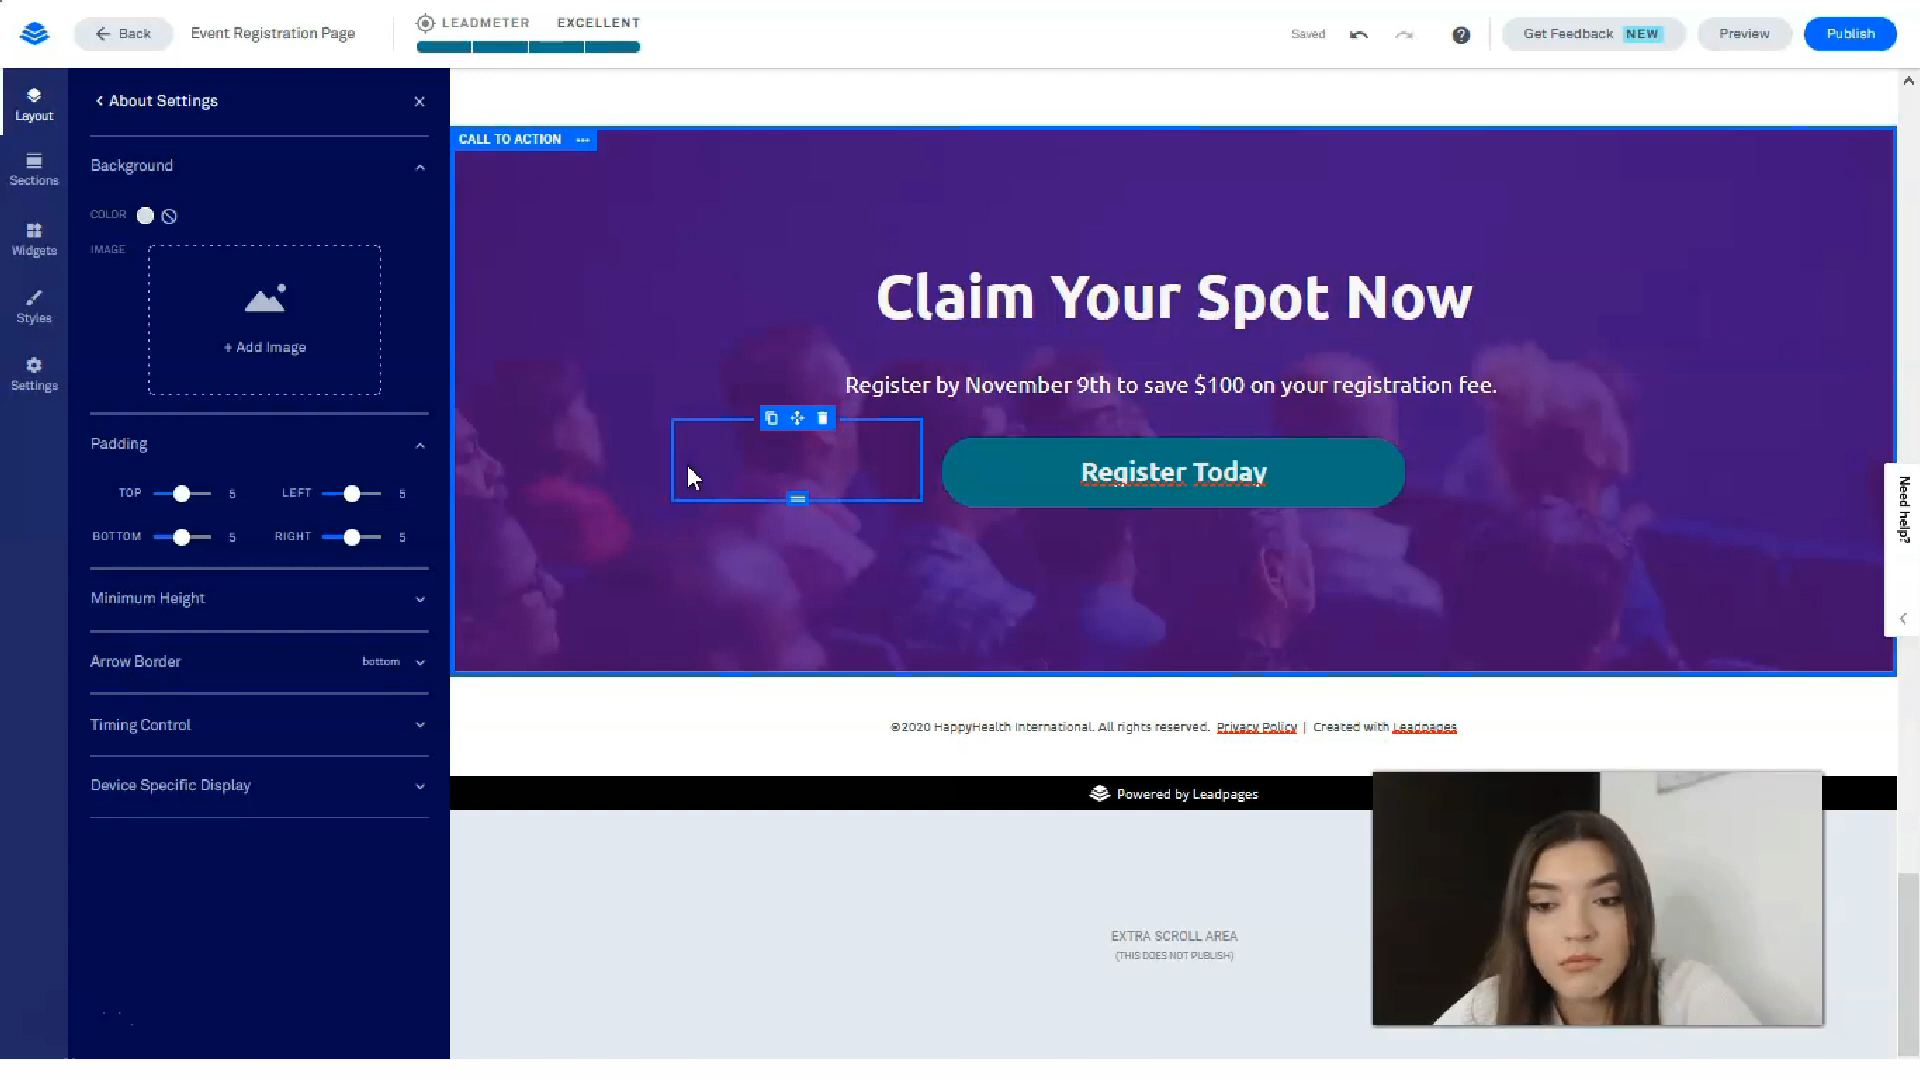 Back
Event Registration Page
LEADMETER EXCELLENT
Saved
?
Get Feedback NEW
Preview
Publish
Layout
Sections
Widgets
Styles
Settings
About Settings
Background
COLOR
IMAGE
+ Add Image
Padding
TOP 5 LEFT 5
BOTTOM 5 RIGHT 5
Minimum Height
Arrow Border bottom
Timing Control
Device Specific Display
CALL TO ACTION ...
Claim Your Spot Now
Register by November 9th to save $100 on your registration fee.
Register Today
©2020 HappyHealth International. All rights reserved. Privacy Policy | Created with Leadpages
Powered by Leadpages
EXTRA SCROLL AREA
(THIS DOES NOT PUBLISH)
Need help?